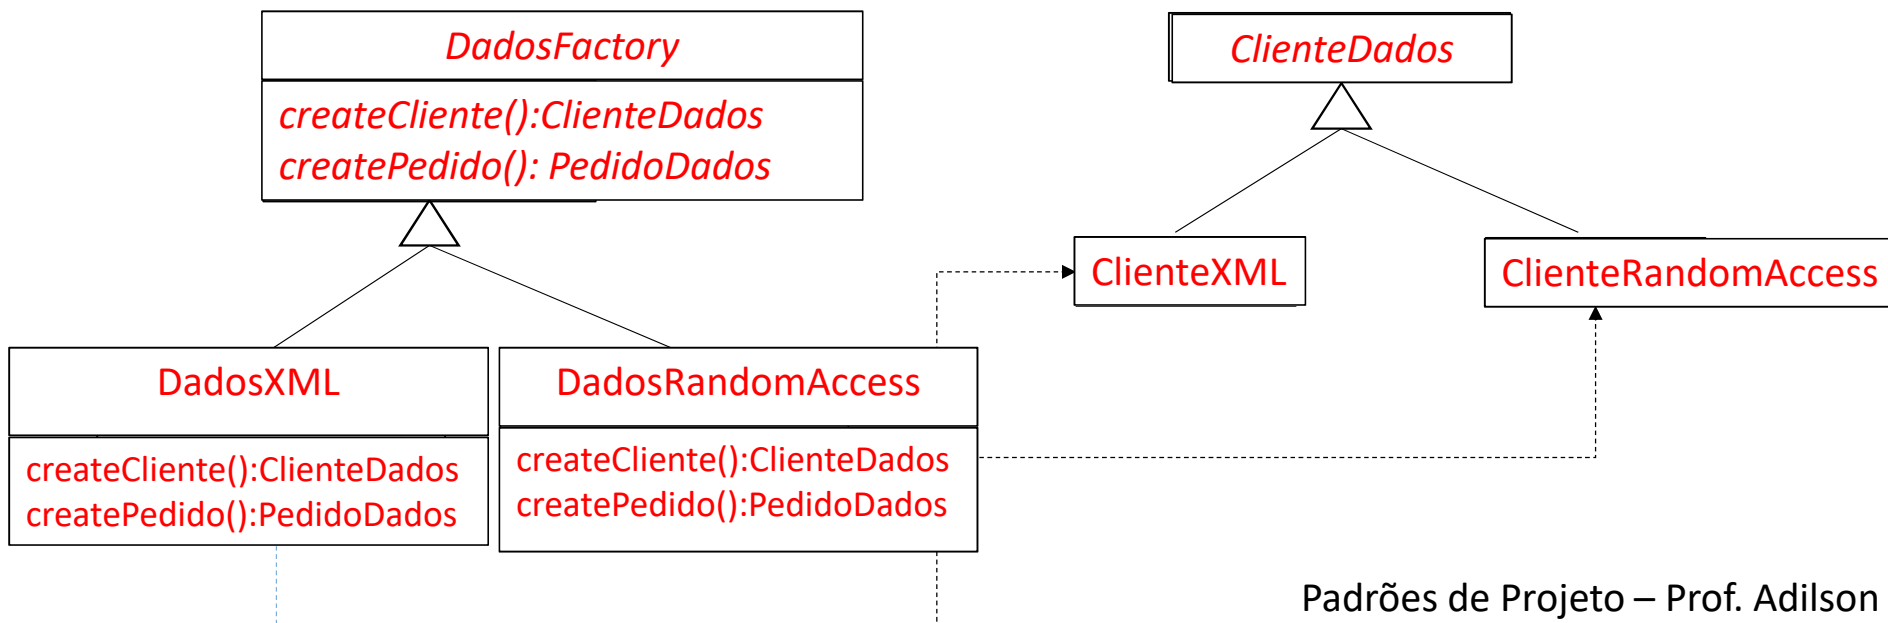 DadosFactory
createCliente():ClienteDados
createPedido(): PedidoDados
ClienteDados
ClienteXML
ClienteRandomAccess
DadosXML
createCliente():ClienteDados
createPedido():PedidoDados
DadosRandomAccess
createCliente():ClienteDados
createPedido():PedidoDados
Padrões de Projeto – Prof. Adilson